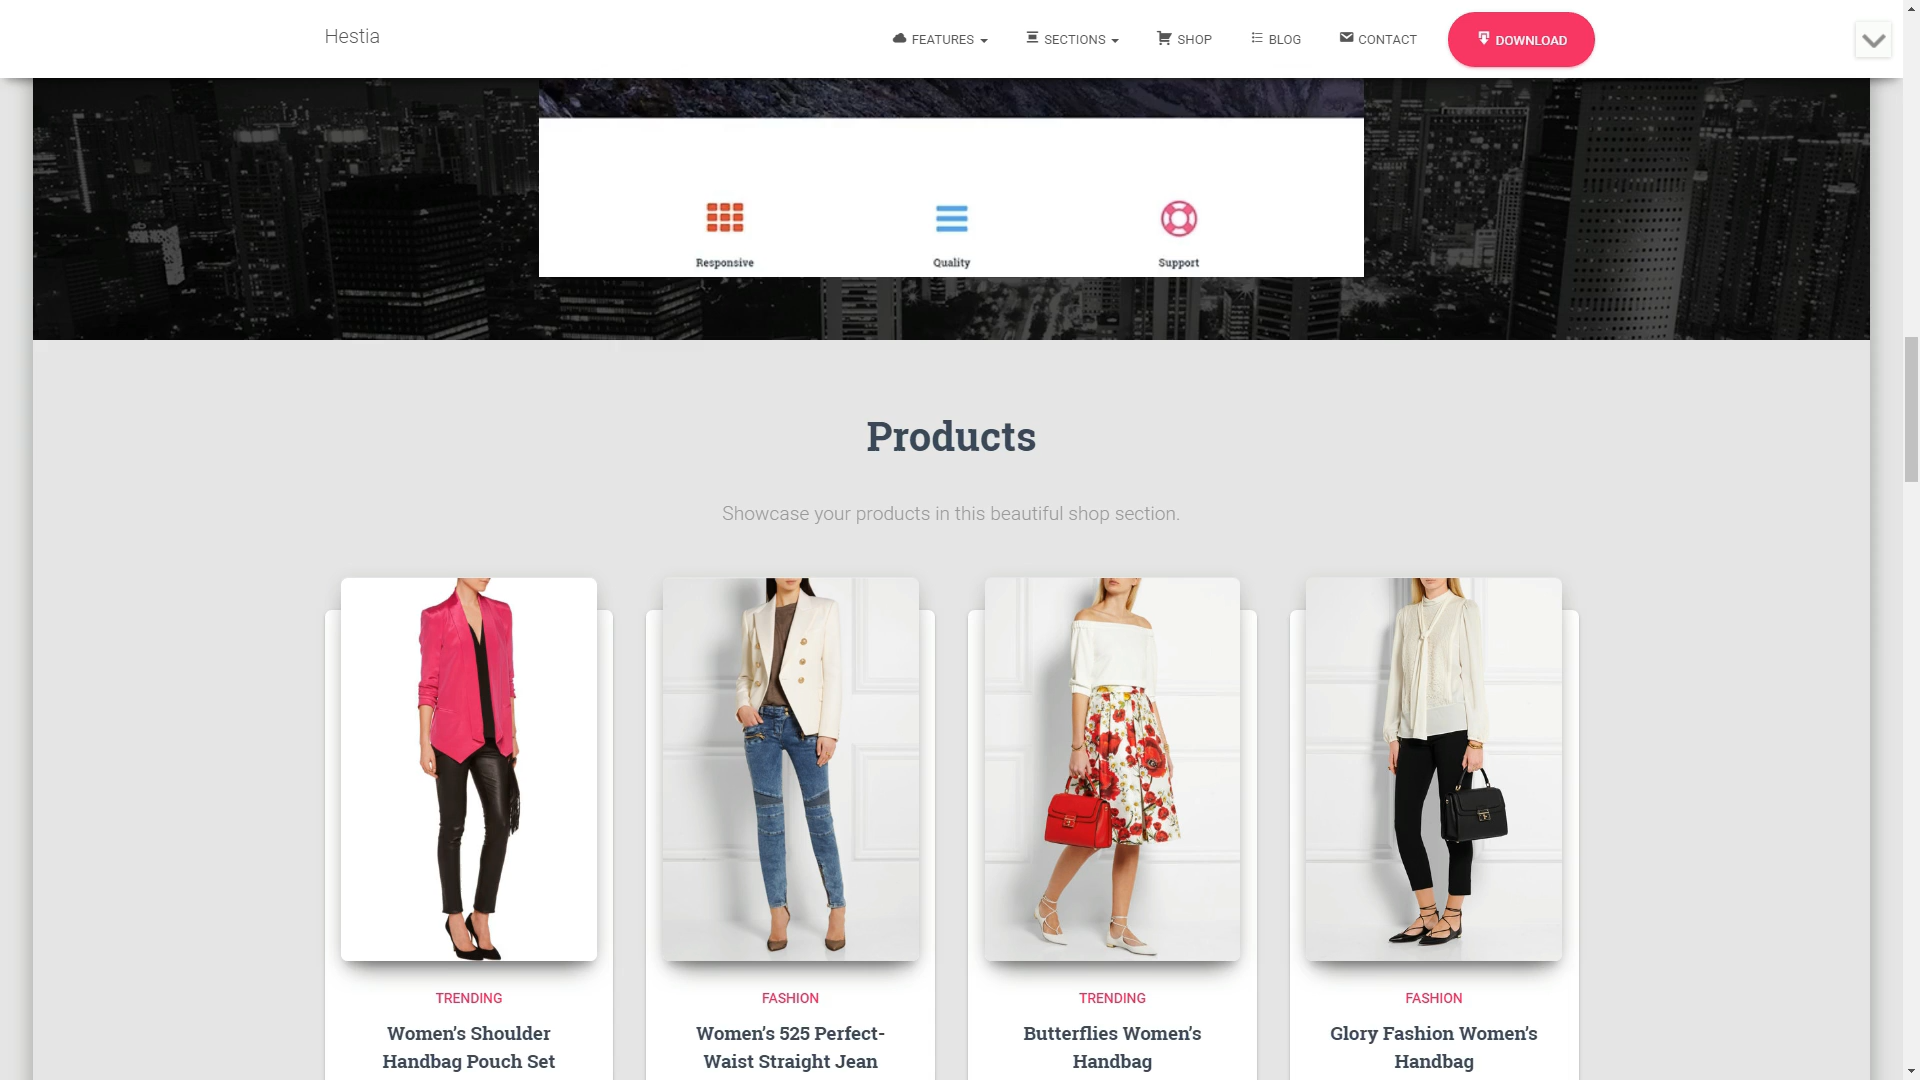 Hestia
FEATURES
SECTIONS
SHOP
BLOG
CONTACT
DOWNLOAD
Responsive
Quality
Support
Products
Showcase your products in this beautiful shop section.
TRENDING
Women’s Shoulder
Handbag Pouch Set
FASHION
Women’s 525 Perfect-
Waist Straight Jean
TRENDING
Butterflies Women’s
Handbag
FASHION
Glory Fashion Women’s
Handbag